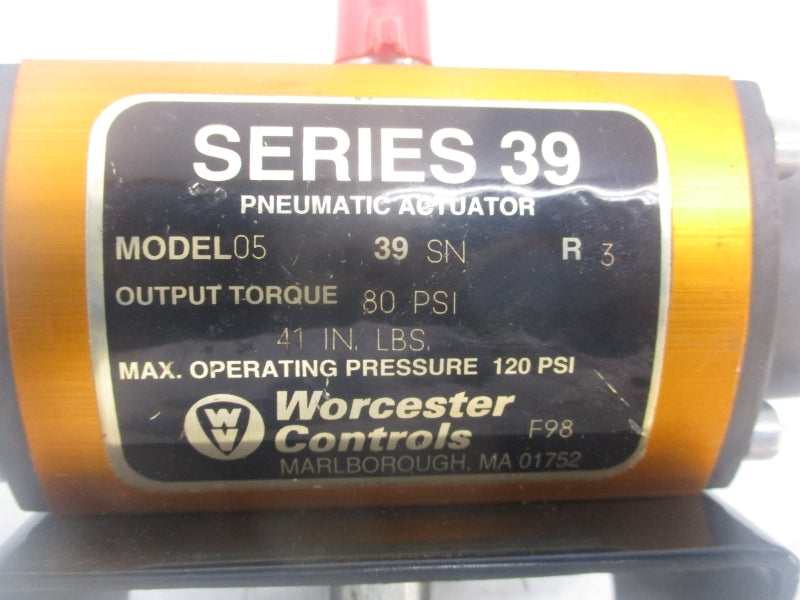 SERIES 39
PNEUMATIC ACTUATOR
MODEL 05 39 SN R 3
OUTPUT TORQUE 80 PSI
41 IN. LBS.
MAX. OPERATING PRESSURE 120 PSI
Worcester
Controls F98
MARLBOROUGH, MA 01752